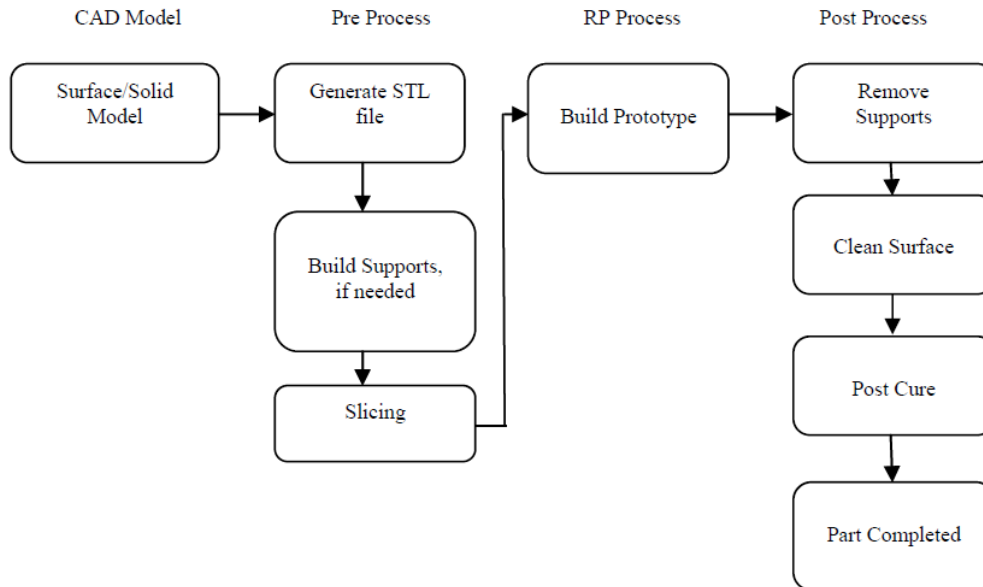 CAD Model
Pre Process
RP Process
Post Process
Surface/Solid
Model
Generate STL
file
Build Supports,
if needed
Slicing
Build Prototype
Remove
Supports
Clean Surface
Post Cure
Part Completed